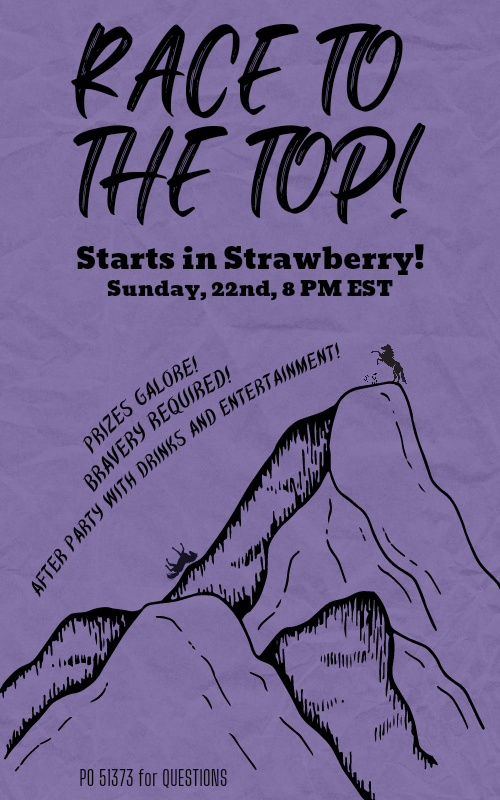 RACE TO
THE TOP!
Starts in Strawberry!
Sunday, 22nd, 8 PM EST
PRIZES GALORE!
BRAVERY REQUIRED!
AFTER PARTY WITH DRINKS AND ENTERTAINMENT!
PO 51373 for QUESTIONS